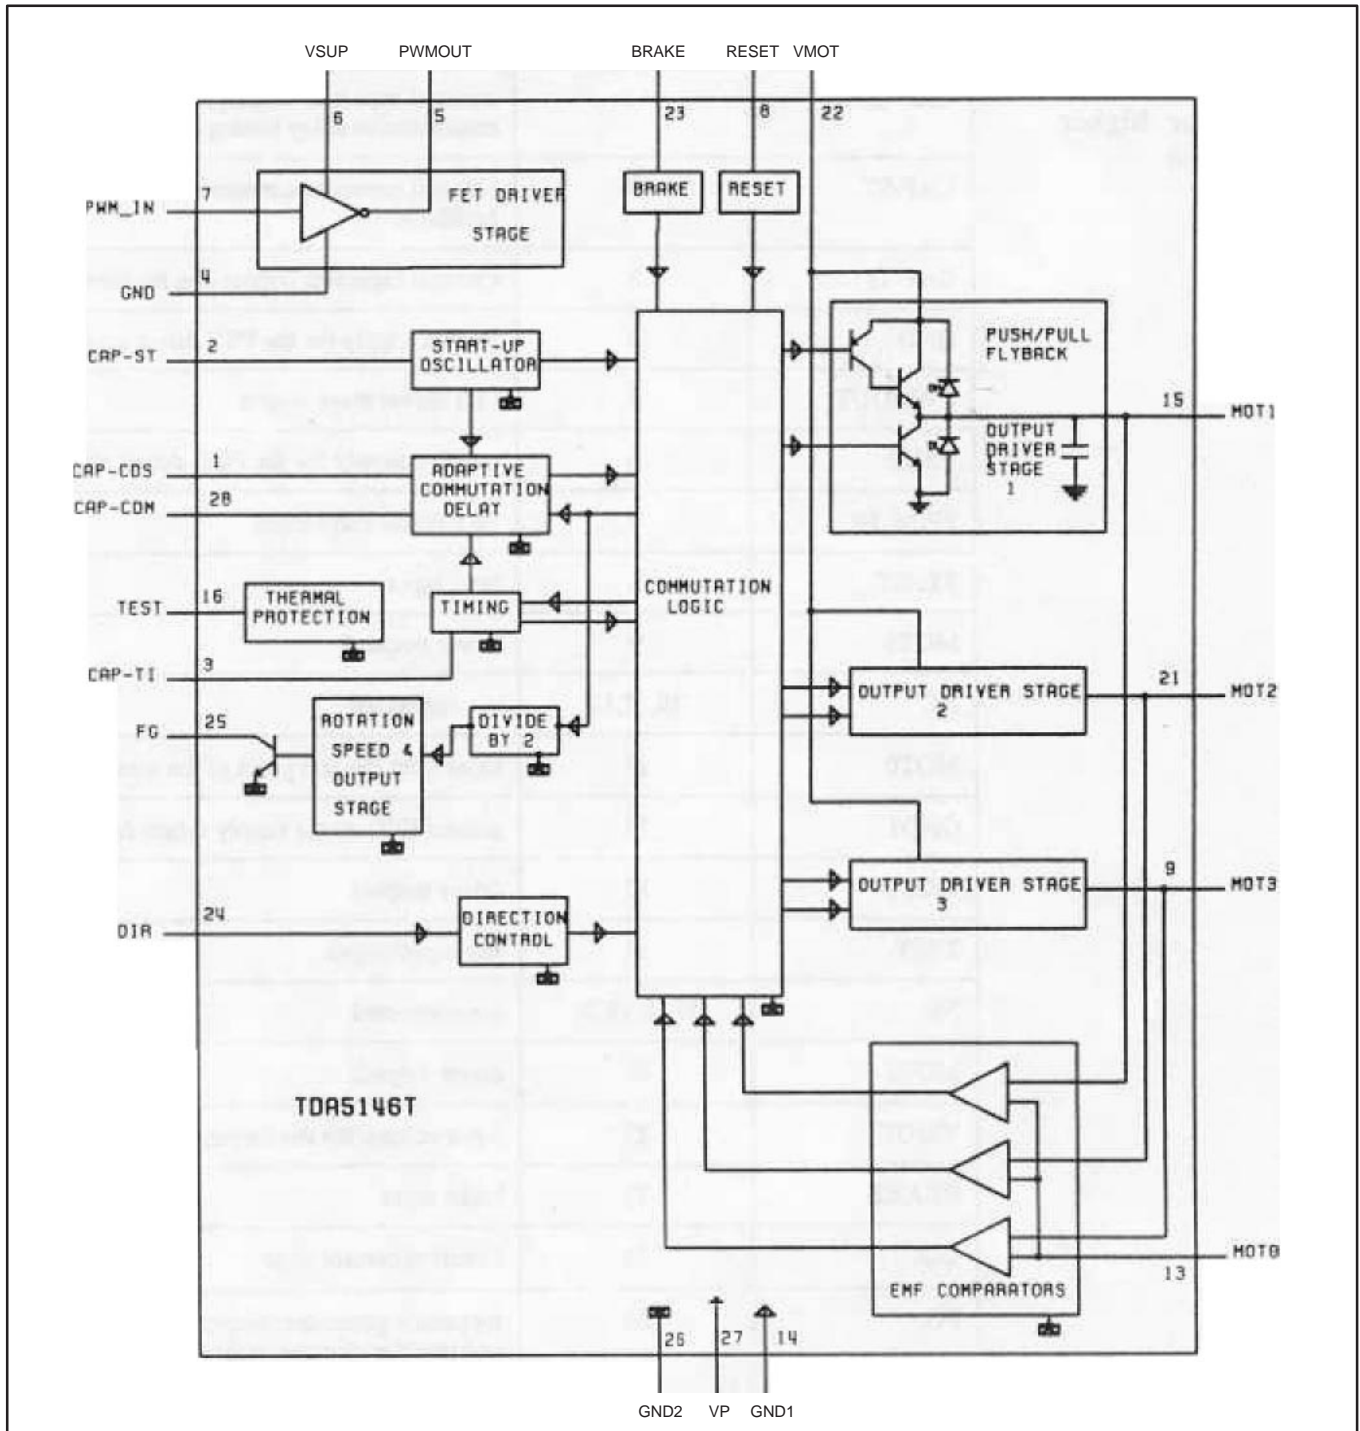 VSUP PWMOUT BRAKE RESET VMOT
6 5 23 8 22
PWM_IN 7
FET DRIVER
STAGE
BRAKE RESET
4
GND
CAP-ST 2
START-UP
OSCILLATOR
PUSH/PULL
FLYBACK
15 MOT1
OUTPUT
DRIVER
STAGE
1
CAP-CDS 1
ADAPTIVE
COMMUTATION
DELAY
CAP-COM 28
COMMUTATION
LOGIC
TEST 16
THERMAL
PROTECTION
TIMING
CAP-TI 3
OUTPUT DRIVER STAGE
2
21 MOT2
FG 25
ROTATION
SPEED &
OUTPUT
STAGE
DIVIDE
BY 2
OUTPUT DRIVER STAGE
3
9 MOT3
DIR 24
DIRECTION
CONTROL
TDA5146T
MOT0
13
EMF COMPARATORS
26 27 14
GND2 VP GND1